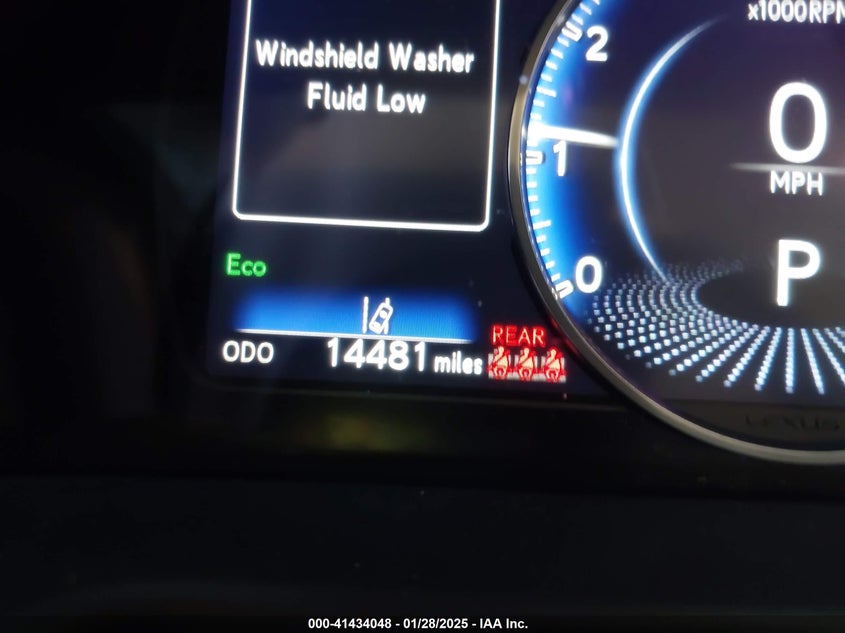 Windshield Washer
Fluid Low
x1000RPM
2
1
0
0
MPH
P
Eco
ODO 14481 miles
REAR
LEXUS
000-41434048 - 01/28/2025 - IAA Inc.